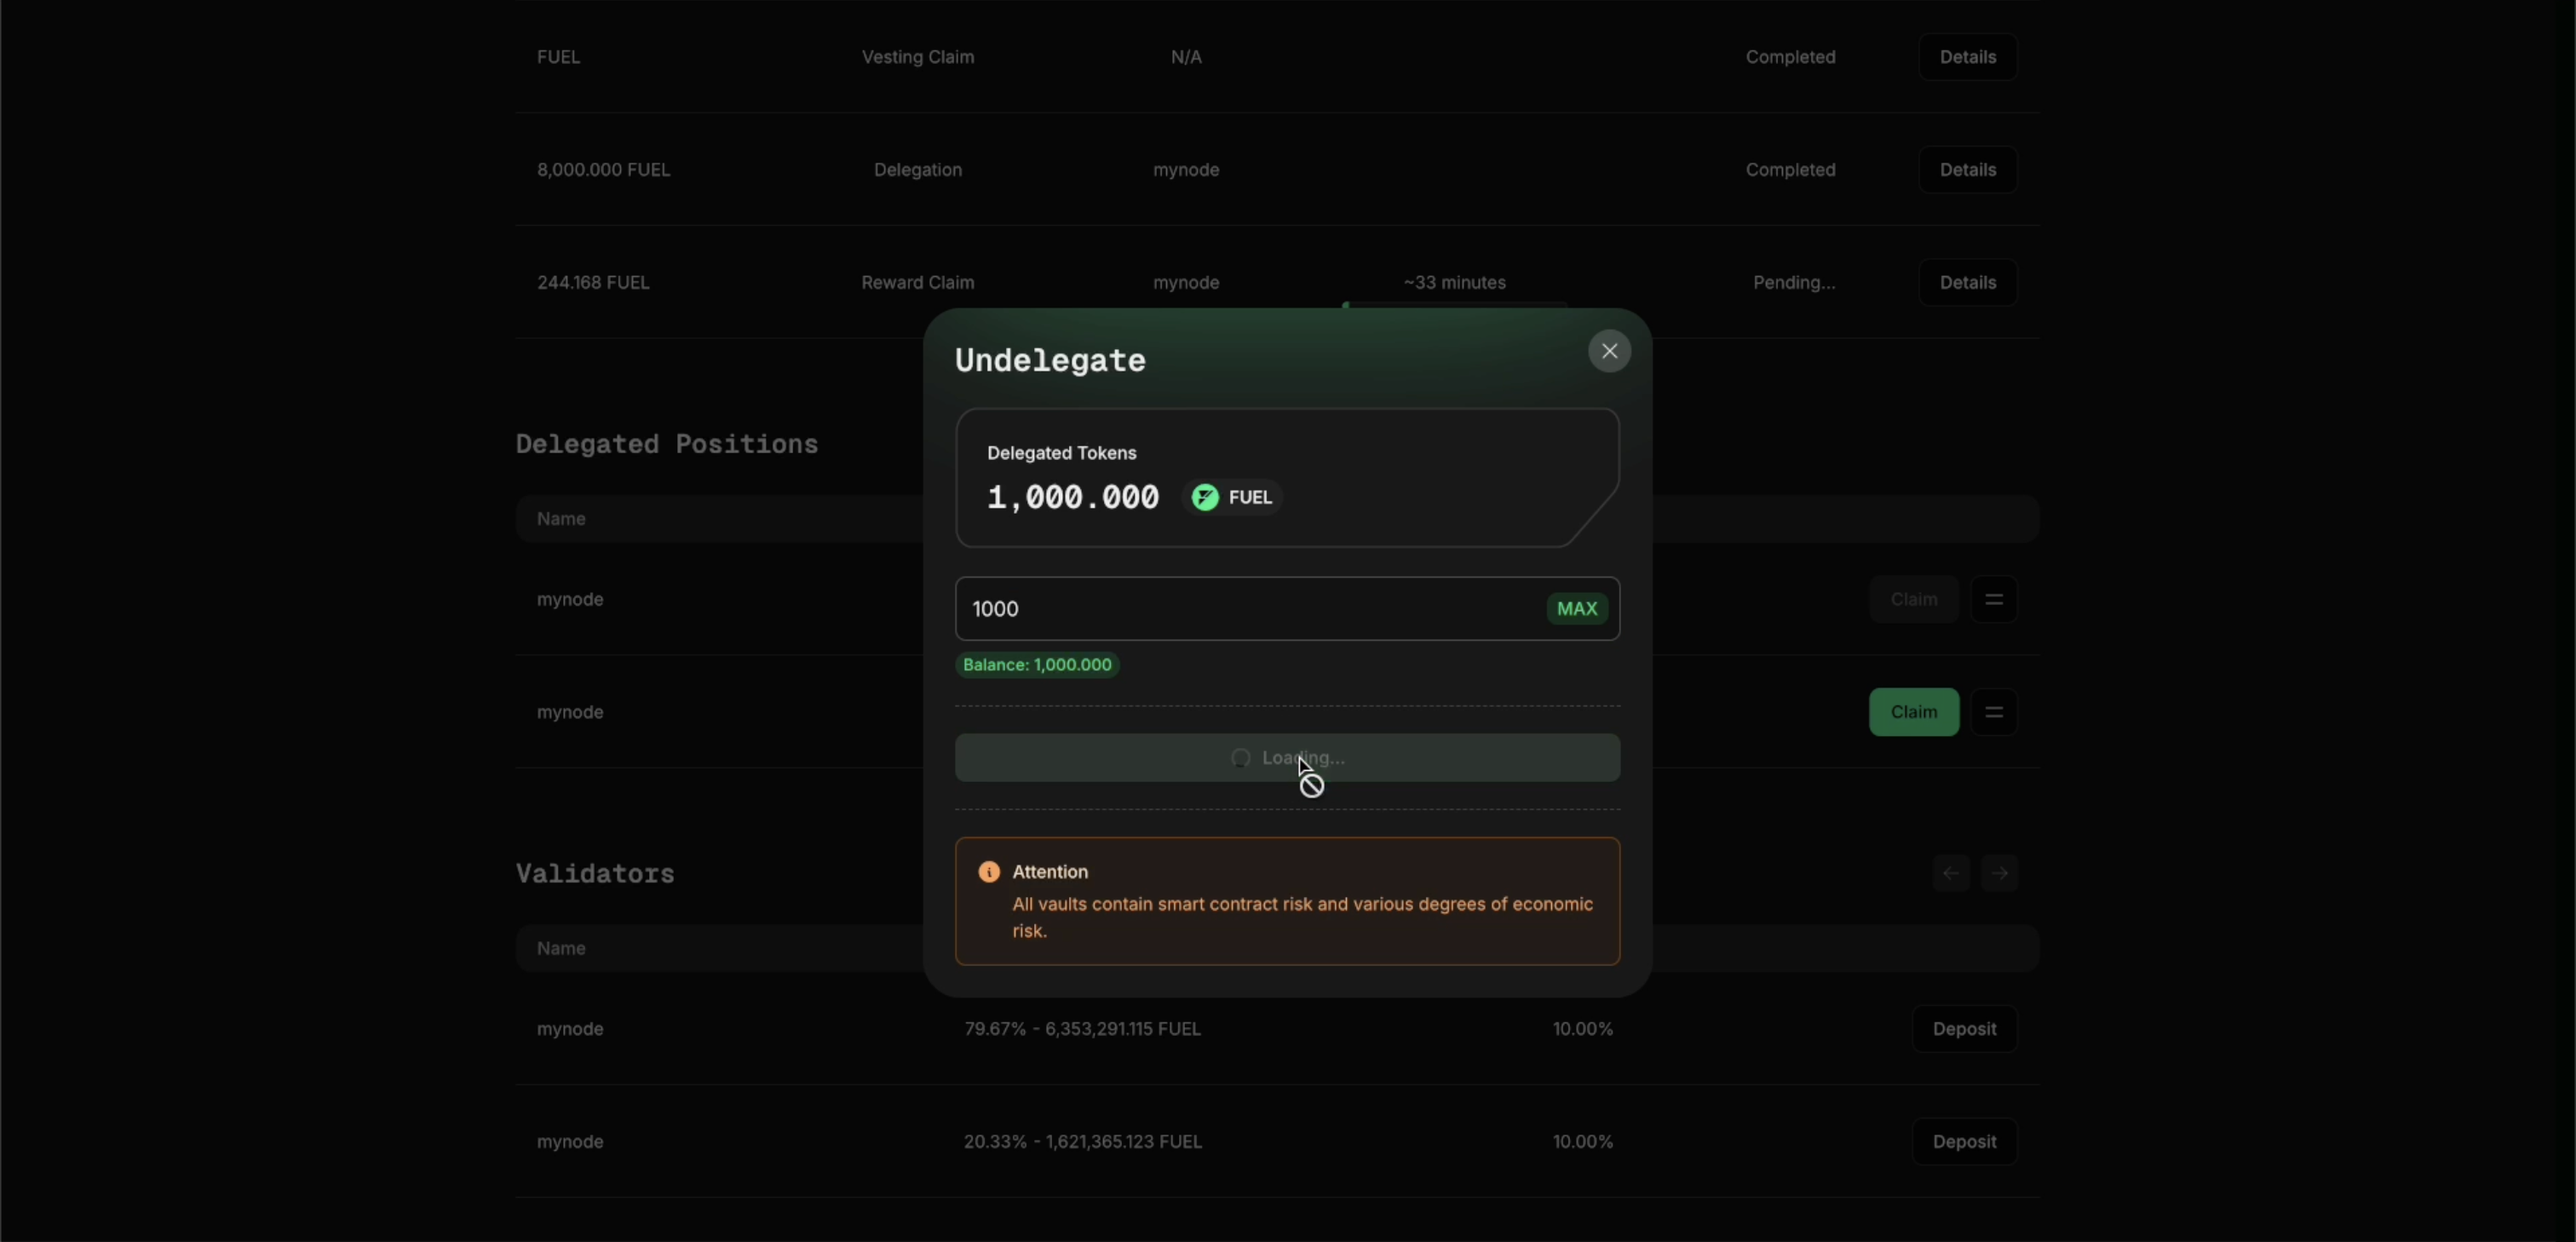 FUEL Vesting Claim N/A Completed Details
8,000.000 FUEL Delegation mynode Completed Details
244.168 FUEL Reward Claim mynode ~33 minutes Pending... Details
Undelegate
Delegated Tokens
1,000.000 FUEL
1000 MAX
Balance: 1,000.000
Loading...
Attention
All vaults contain smart contract risk and various degrees of economic
risk.
Delegated Positions
Name
mynode Claim
mynode Claim
Validators
Name
mynode 79.67% - 6,353,291.115 FUEL 10.00% Deposit
mynode 20.33% - 1,621,365.123 FUEL 10.00% Deposit